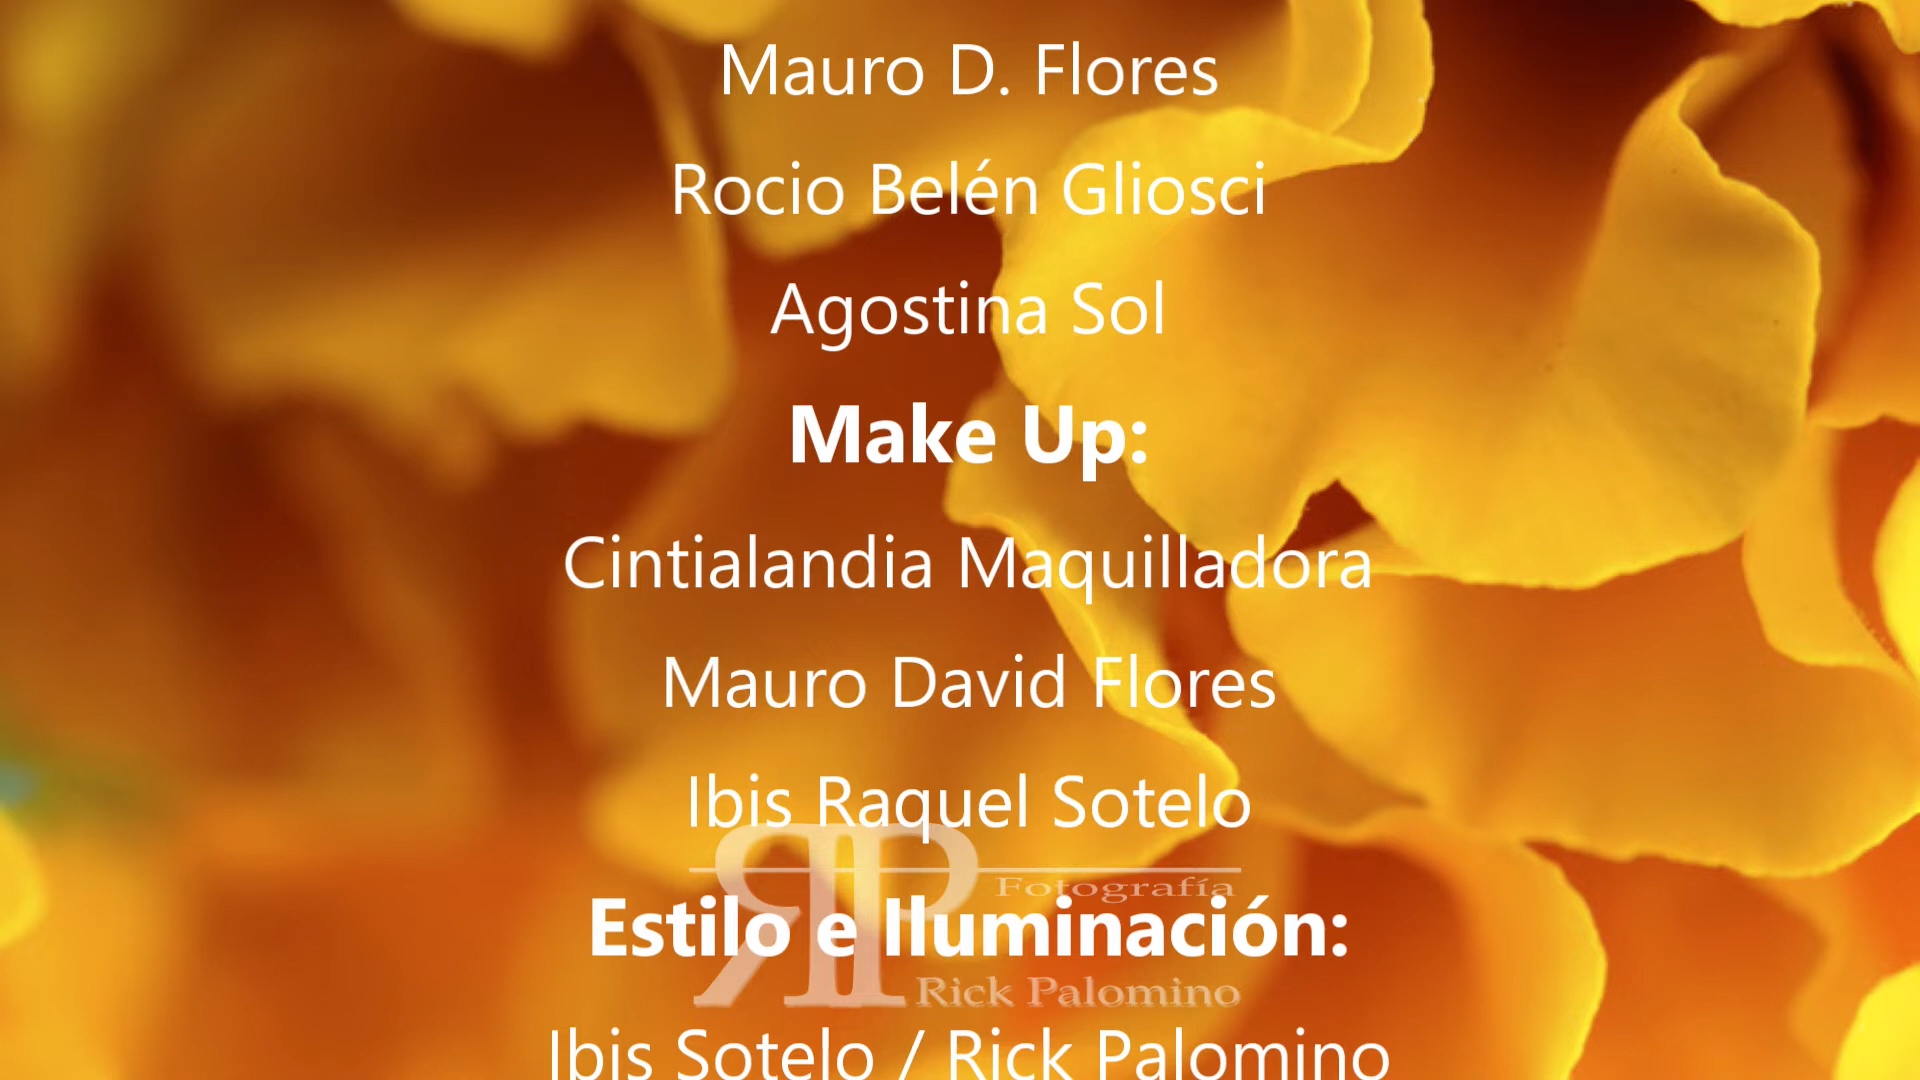 Mauro D. Flores
Rocio Belén Gliosci
Agostina Sol
Make Up:
Cintialandia Maquilladora
Mauro David Flores
Ibis Raquel Sotelo
RP
Fotografía
Estilo e Iluminación:
Rick Palomino
Ibis Sotelo / Rick Palomino